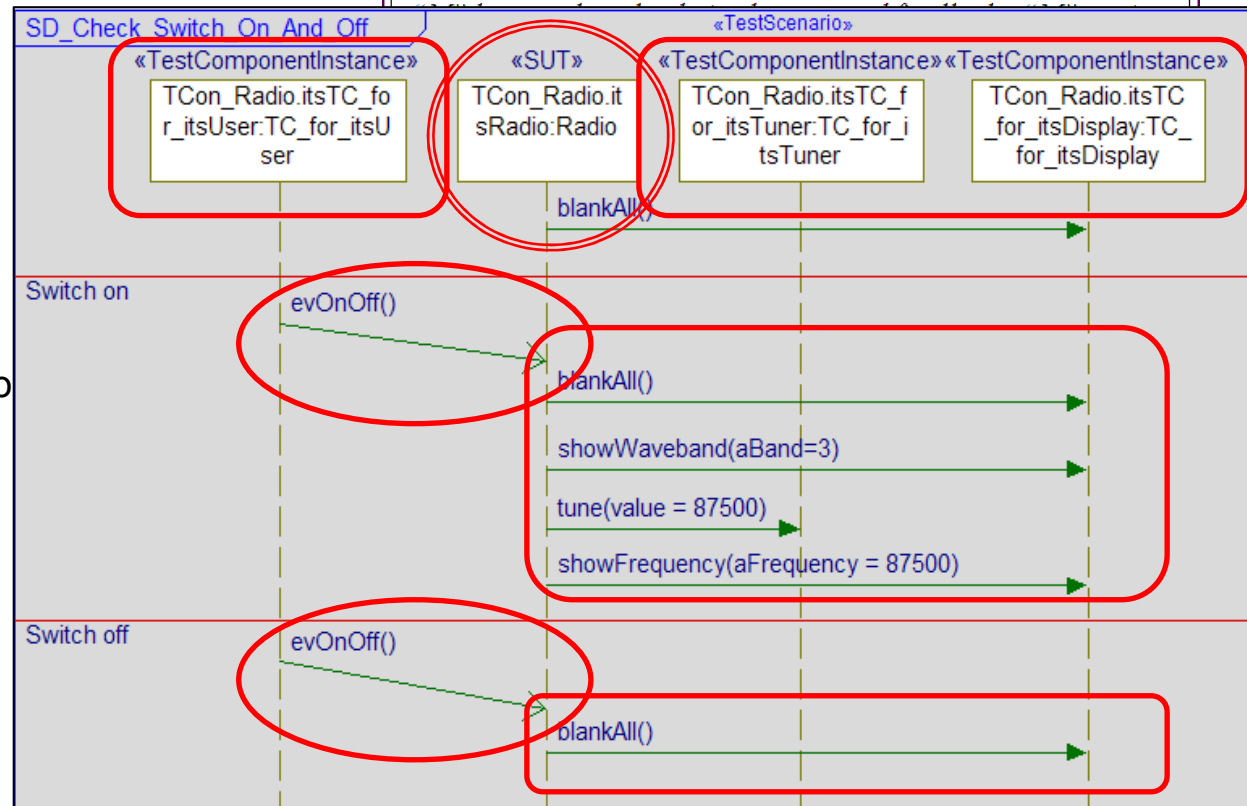 SD_Check_Switch_On_And_Off
«TestScenario»
«TestComponentInstance»
«SUT»
«TestComponentInstance»
«TestComponentInstance»
TCon_Radio.itsTC_fo
r_itsUser:TC_for_itsU
ser
TCon_Radio.it
sRadio:Radio
TCon_Radio.itsTC_f
or_itsTuner:TC_for_i
tsTuner
TCon_Radio.itsTC
_for_itsDisplay:TC_
for_itsDisplay
blankAll()
Switch on
evOnOff()
blankAll()
showWaveband(aBand=3)
tune(value = 87500)
showFrequency(aFrequency = 87500)
Switch off
evOnOff()
blankAll()